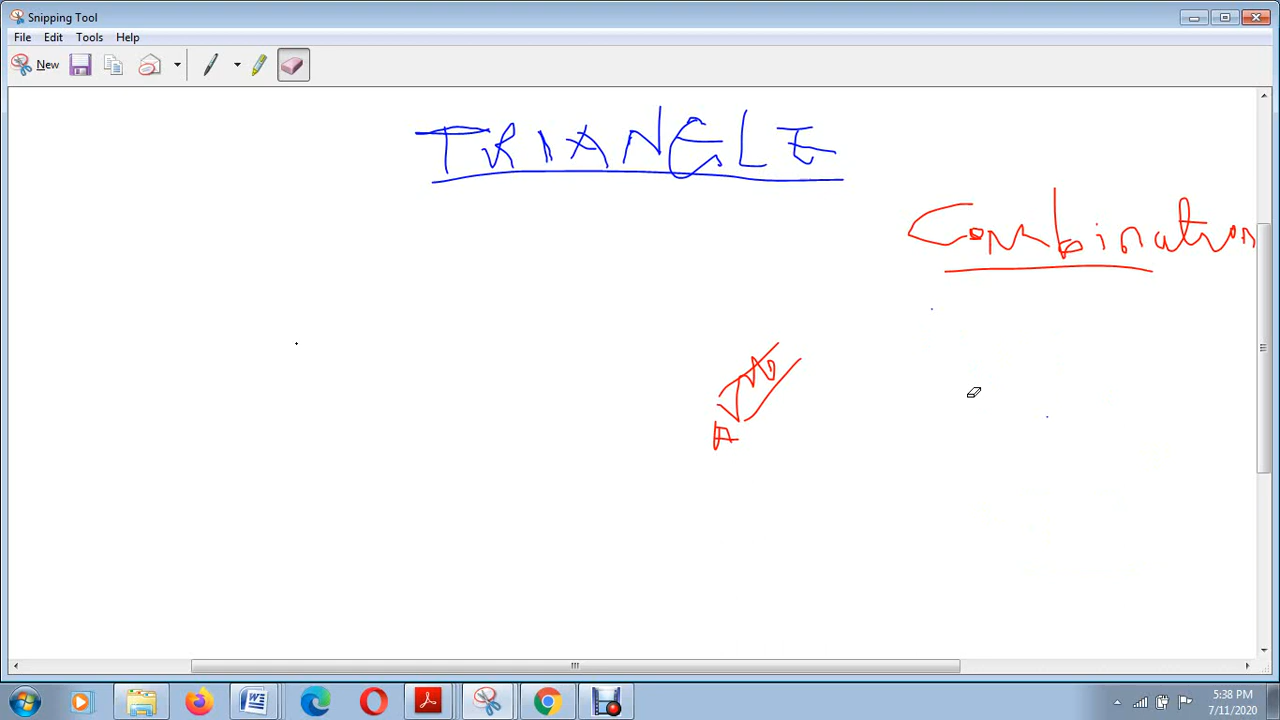 Snipping Tool
File Edit Tools Help
New
TRIANGLE
Combination
A
5:38 PM
7/11/2020